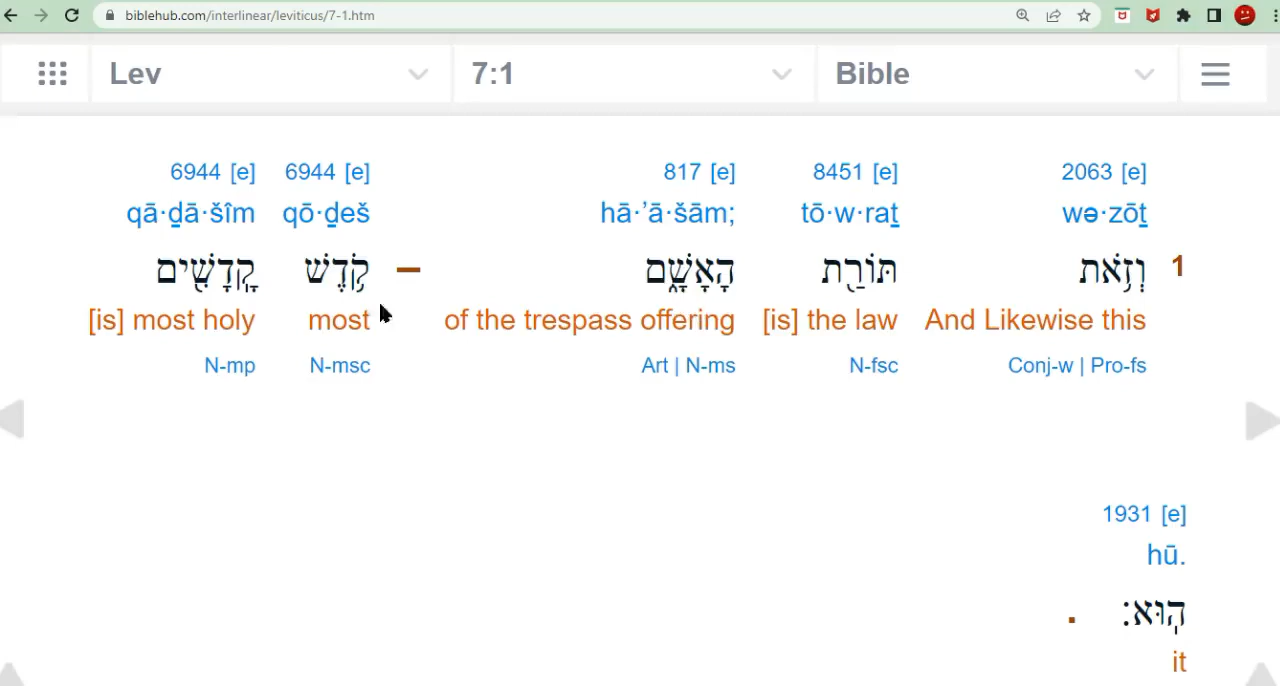 biblehub.com/interlinear/leviticus/7-1.htm
Lev 7:1 Bible
6944 [e] 6944 [e] 817 [e] 8451 [e] 2063 [e]
qā·ḏā·šîm qō·ḏeš hā·’ā·šām; tō·w·raṯ wə·zōṯ
1 וְזֹ֥את תּוֹרַ֖ת הָאָשָׁ֑ם – קֹ֥דֶשׁ קָֽדָשִׁ֖ים
[is] most holy most of the trespass offering [is] the law And Likewise this
N-mp N-msc Art | N-ms N-fsc Conj-w | Pro-fs
1931 [e]
hū.
הֽוּא׃ .
it